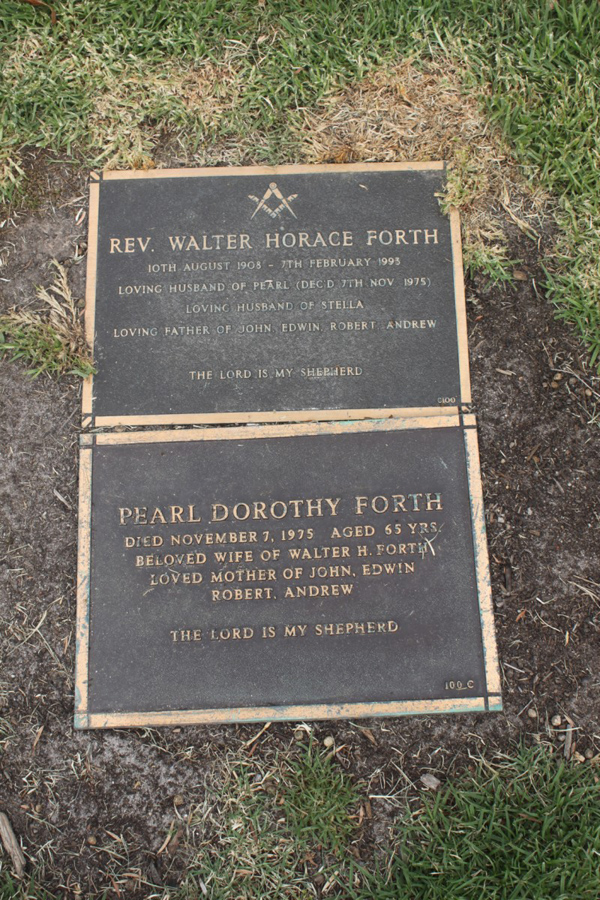 REV. WALTER HORACE FORTH
10TH AUGUST 1908 - 7TH FEBRUARY 1995
LOVING HUSBAND OF PEARL (DEC'D 7TH NOV 1975)
LOVING HUSBAND OF STELLA
LOVING FATHER OF JOHN, EDWIN, ROBERT, ANDREW
THE LORD IS MY SHEPHERD
PEARL DOROTHY FORTH
DIED NOVEMBER 7, 1975 AGED 65 YRS.
BELOVED WIFE OF WALTER H. FORTH
LOVED MOTHER OF JOHN, EDWIN
ROBERT, ANDREW
THE LORD IS MY SHEPHERD
100 C